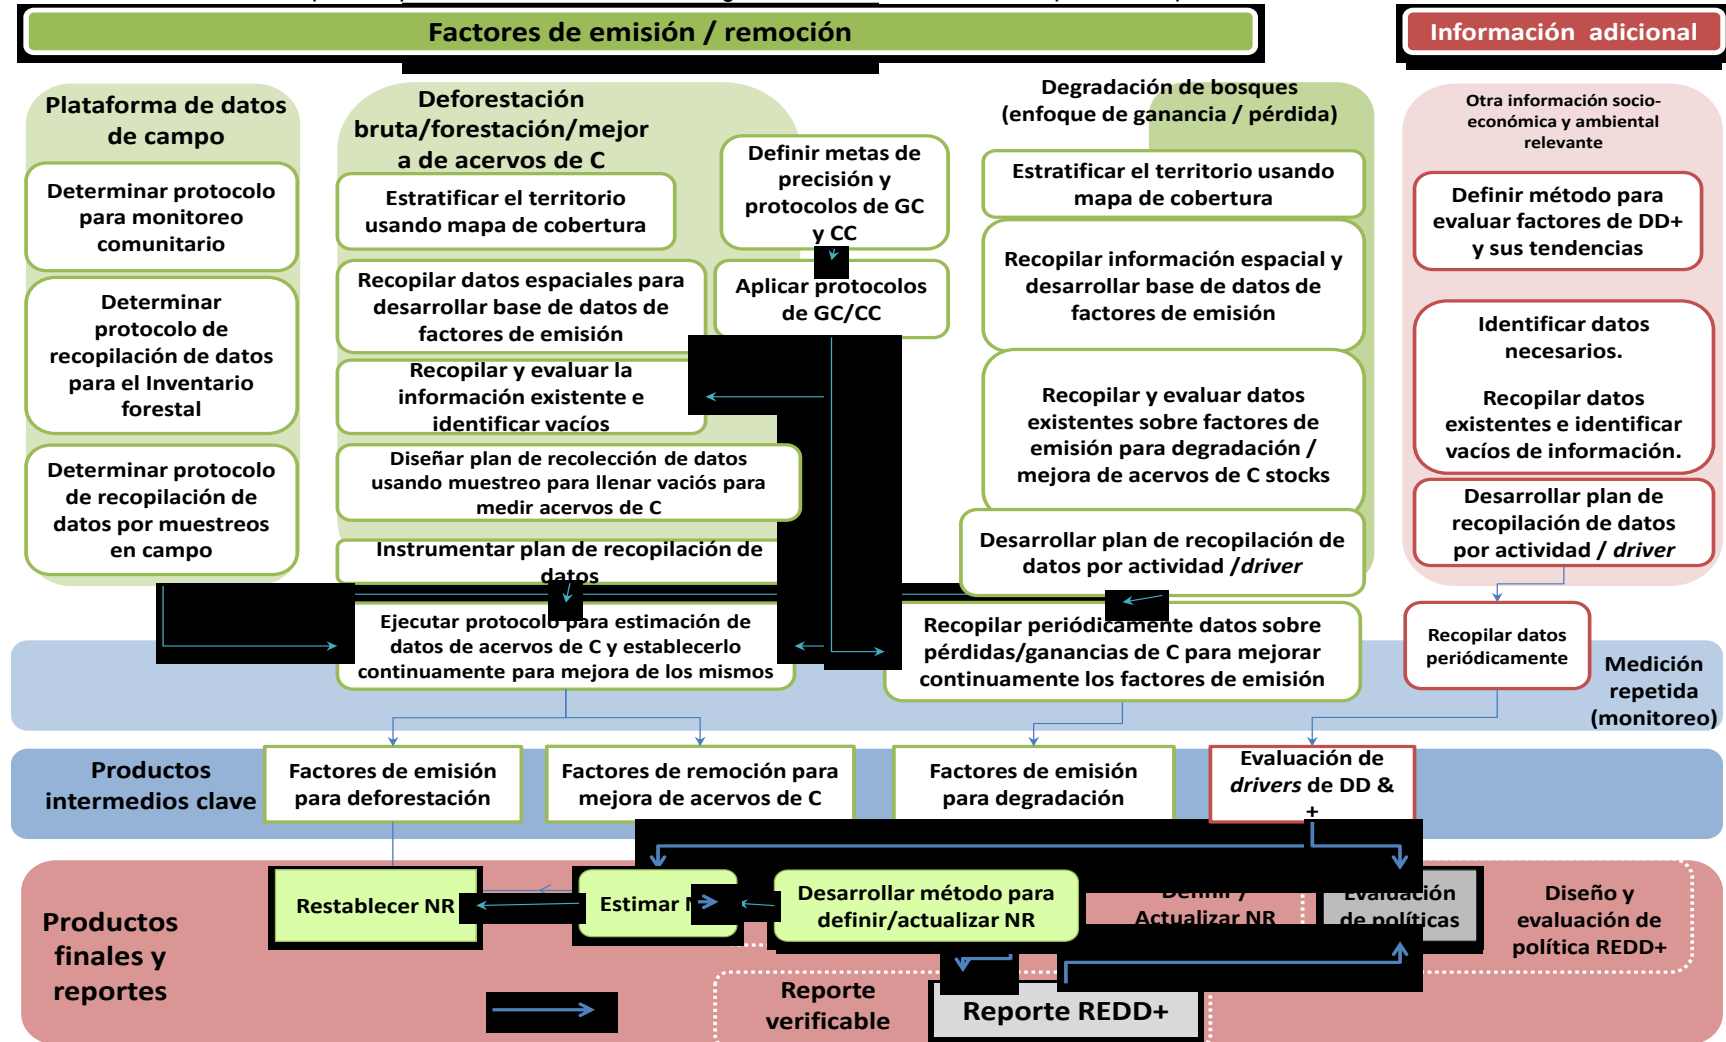 Factores de emisión / remoción
Información adicional
Plataforma de datos
de campo
Determinar protocolo
para monitoreo
comunitario
Determinar
protocolo de
recopilación de datos
para el Inventario
forestal
Determinar protocolo
de recopilación de
datos por muestreos
en campo
Deforestación
bruta/forestación/mejor
a de acervos de C
Estratificar el territorio
usando mapa de cobertura
Recopilar datos espaciales para
desarrollar base de datos de
factores de emisión
Recopilar y evaluar la
información existente e
identificar vacíos
Diseñar plan de recolección de datos
usando muestreo para llenar vaciós para
medir acervos de C
Instrumentar plan de recopilación de
datos
Ejecutar protocolo para estimación de
datos de acervos de C y establecerlo
continuamente para mejora de los mismos
Definir metas de
precisión y
protocolos de GC
y CC
Aplicar protocolos
de GC/CC
Degradación de bosques
(enfoque de ganancia / pérdida)
Estratificar el territorio usando
mapa de cobertura
Recopilar información espacial y
desarrollar base de datos de
factores de emisión
Recopilar y evaluar datos
existentes sobre factores de
emisión para degradación /
mejora de acervos de C stocks
Desarrollar plan de recopilación de
datos por actividad /driver
Recopilar periódicamente datos sobre
pérdidas/ganancias de C para mejorar
continuamente los factores de emisión
Otra información socio-
económica y ambiental
relevante
Definir método para
evaluar factores de DD+
y sus tendencias
Identificar datos
necesarios.
Recopilar datos
existentes e identificar
vacíos de información.
Desarrollar plan de
recopilación de datos
por actividad / driver
Recopilar datos
periódicamente
Medición
repetida
(monitoreo)
Productos
intermedios clave
Factores de emisión
para deforestación
Factores de remoción para
mejora de acervos de C
Factores de emisión
para degradación
Evaluación de
drivers de DD &
+
Productos
finales y
reportes
Restablecer NR
Estimar
Desarrollar método para
definir/actualizar NR
Definir /
Actualizar NR
Evaluación
de políticas
Diseño y
evaluación de
política REDD+
Reporte
verificable
Reporte REDD+